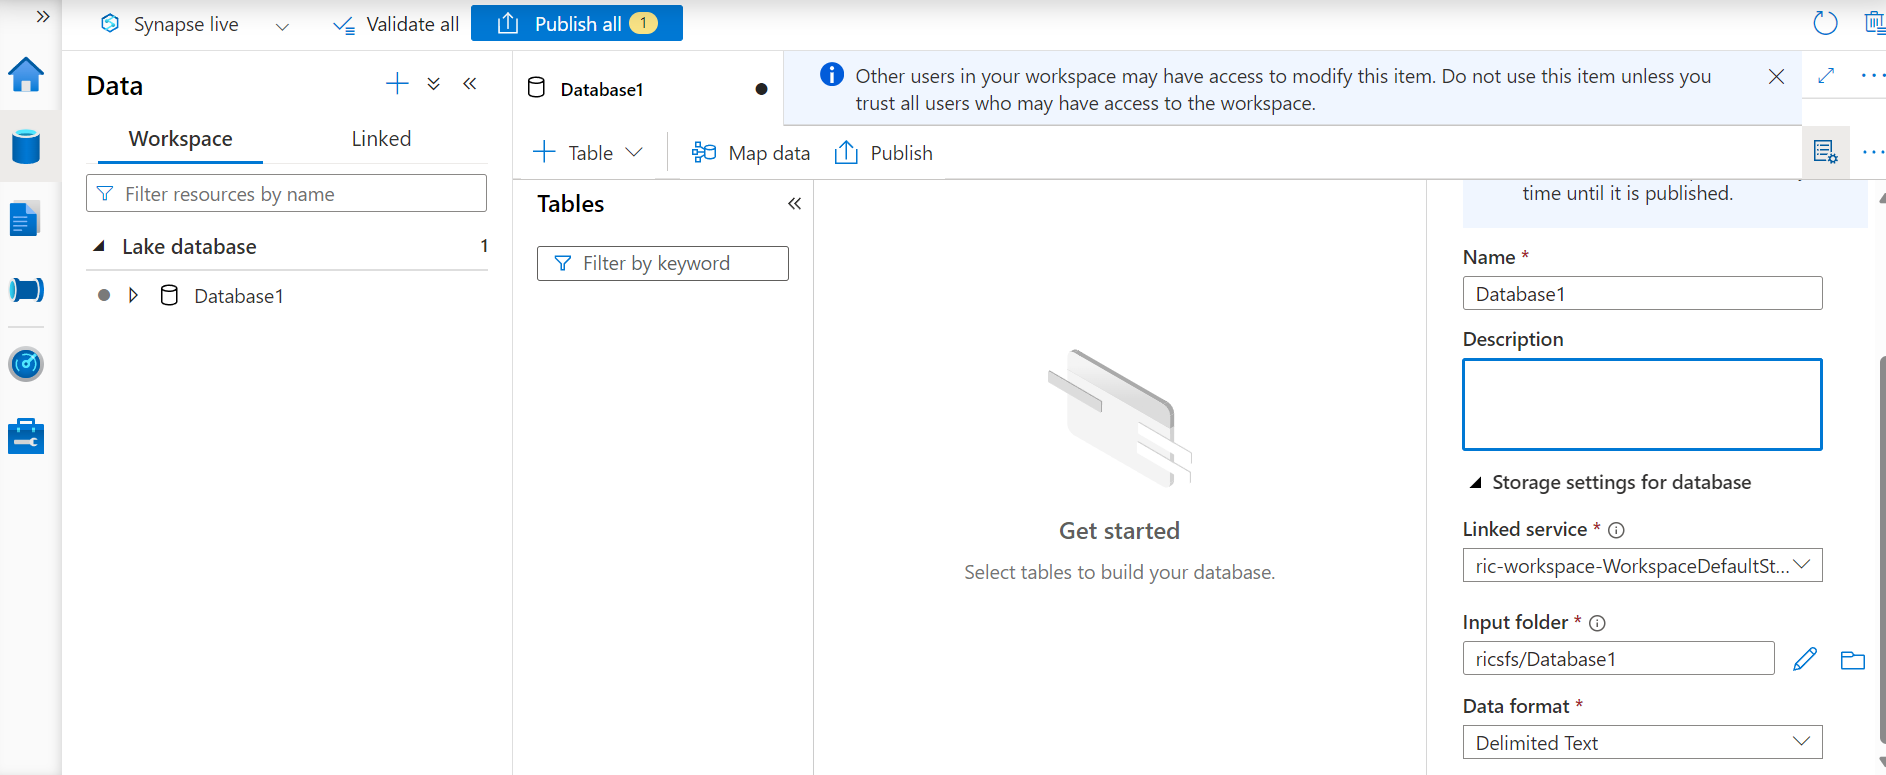 Synapse live
Validate all
Publish all 1
Data
Workspace
Linked
Filter resources by name
Lake database 1
Database1
Database1
Other users in your workspace may have access to modify this item. Do not use this item unless you
trust all users who may have access to the workspace.
Table
Map data
Publish
Tables
Filter by keyword
Get started
Select tables to build your database.
time until it is published.
Name *
Database1
Description
Storage settings for database
Linked service *
ric-workspace-WorkspaceDefaultSt...
Input folder *
ricsfs/Database1
Data format *
Delimited Text